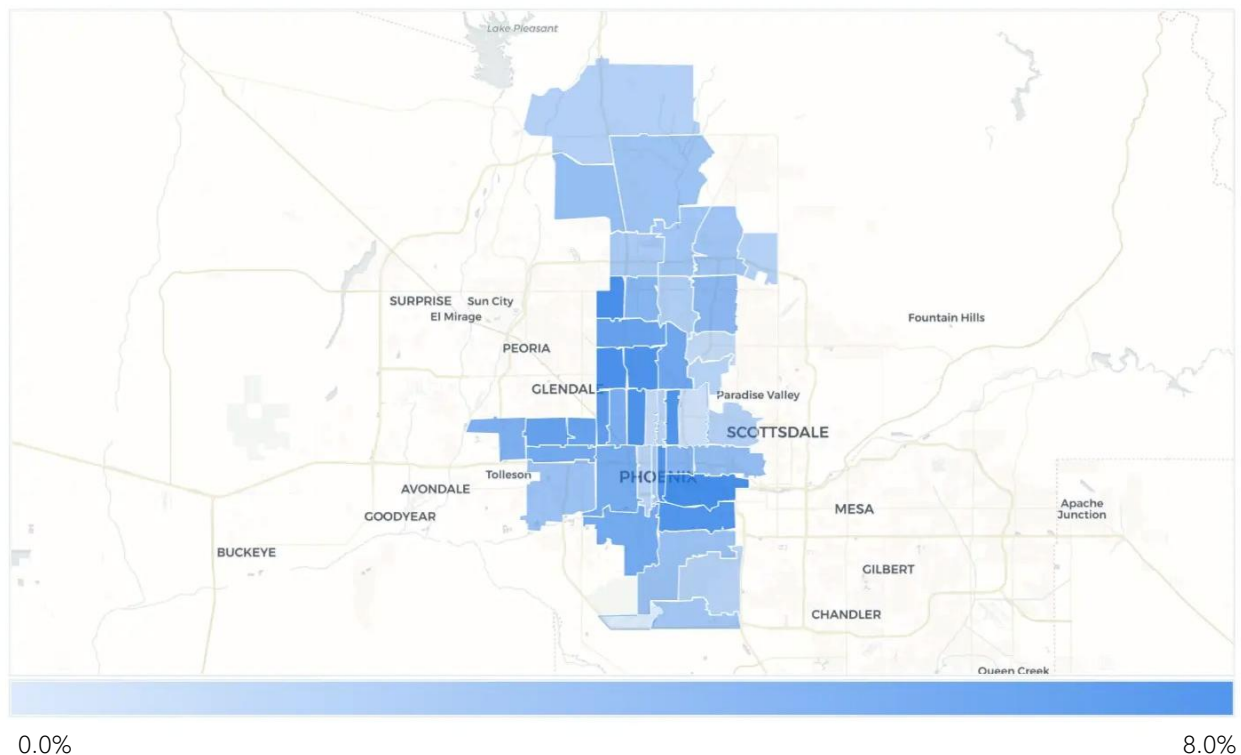 Lake Pleasant
SURPRISE
Sun City
El Mirage
Fountain Hills
PEORIA
GLENDALE
Paradise Valley
SCOTTSDALE
Tolleson
PHOENIX
AVONDALE
MESA
Apache
Junction
GOODYEAR
BUCKEYE
GILBERT
CHANDLER
Queen Creek
0.0%
8.0%